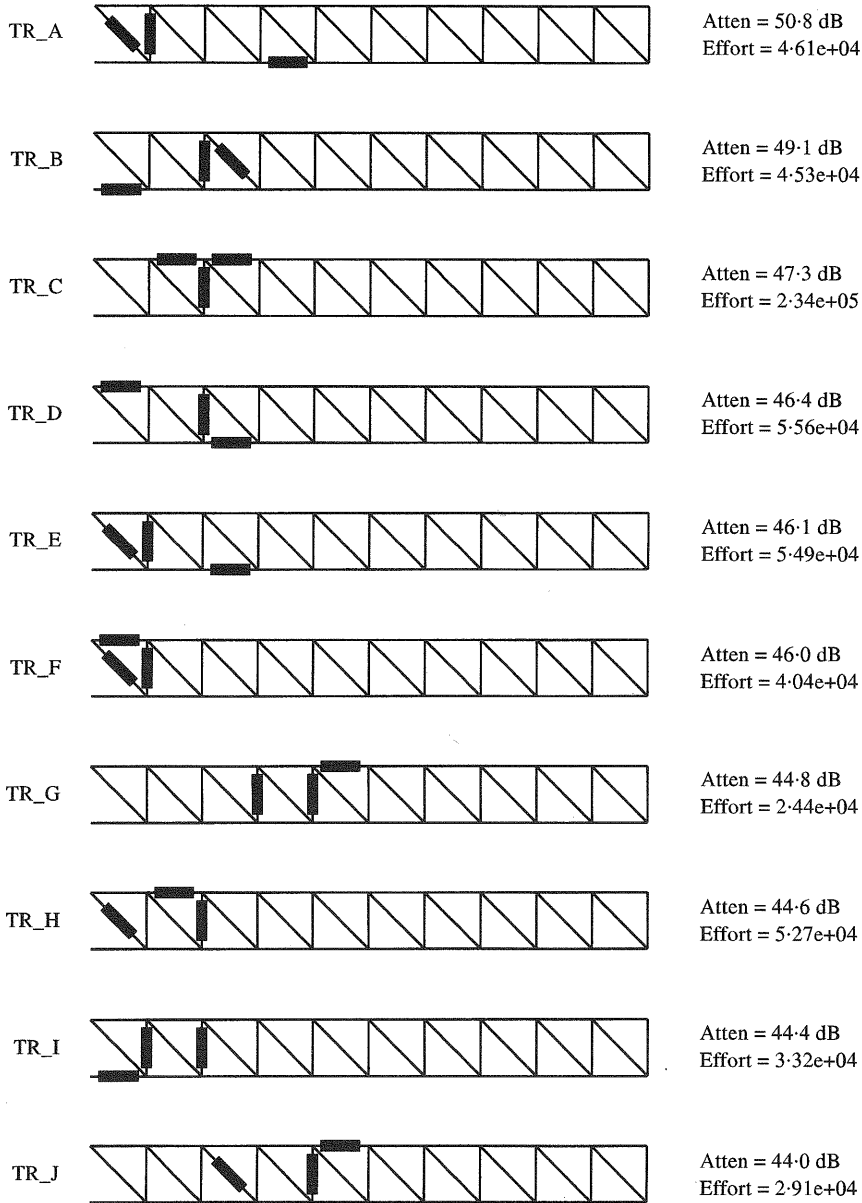 TR_A
Atten = 50·8 dB
Effort = 4·61e+04
TR_B
Atten = 49·1 dB
Effort = 4·53e+04
TR_C
Atten = 47·3 dB
Effort = 2·34e+05
TR_D
Atten = 46·4 dB
Effort = 5·56e+04
TR_E
Atten = 46·1 dB
Effort = 5·49e+04
TR_F
Atten = 46·0 dB
Effort = 4·04e+04
TR_G
Atten = 44·8 dB
Effort = 2·44e+04
TR_H
Atten = 44·6 dB
Effort = 5·27e+04
TR_I
Atten = 44·4 dB
Effort = 3·32e+04
TR_J
Atten = 44·0 dB
Effort = 2·91e+04